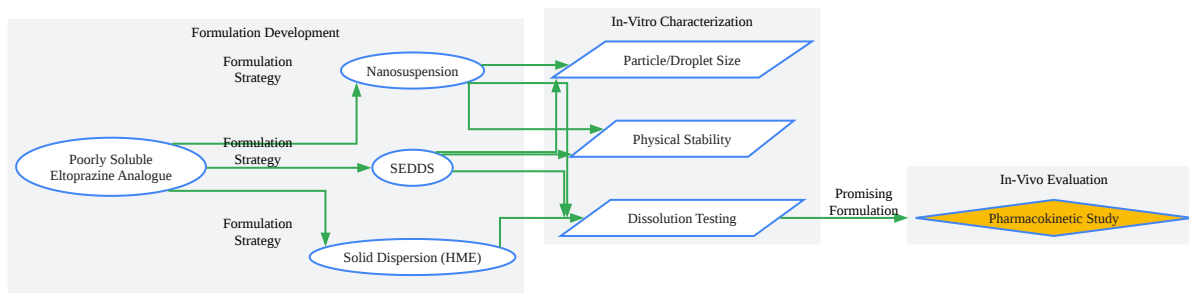 Formulation Development
Formulation
Strategy
Nanosuspension
Poorly Soluble
Eltoprazine Analogue
Formulation
Strategy
SEDDS
Formulation
Strategy
Solid Dispersion (HME)
In-Vitro Characterization
Particle/Droplet Size
Physical Stability
Dissolution Testing
Promising
Formulation
In-Vivo Evaluation
Pharmacokinetic Study